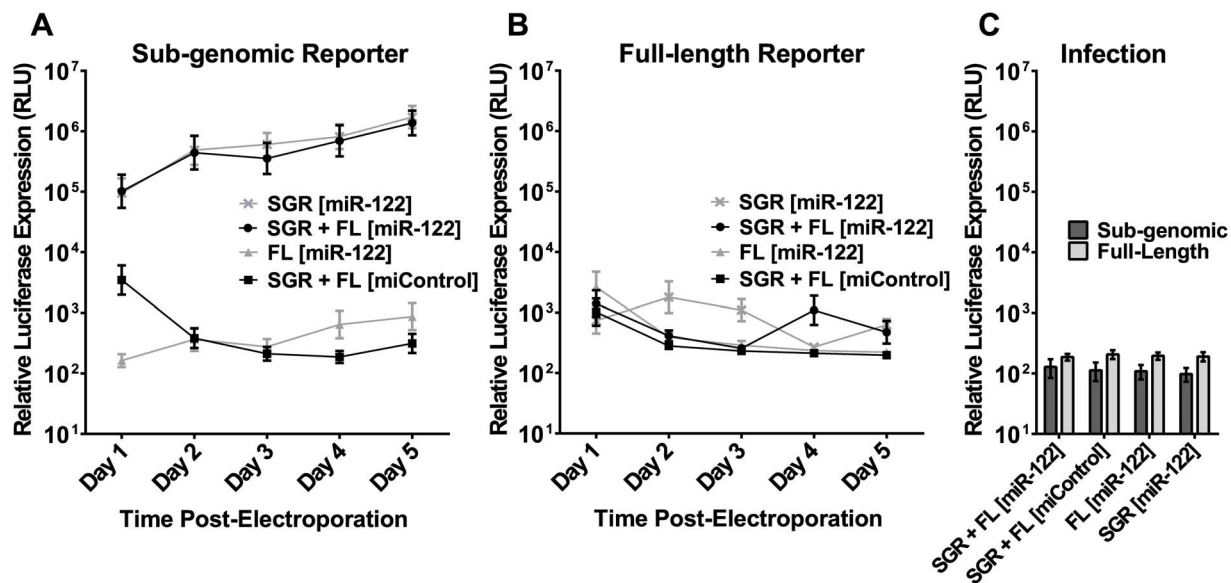 A
Sub-genomic Reporter
Relative Luciferase Expression (RLU)
10^7
10^6
10^5
10^4
10^3
10^2
10^1
SGR [miR-122]
SGR + FL [miR-122]
FL [miR-122]
SGR + FL [miControl]
Day 1
Day 2
Day 3
Day 4
Day 5
Time Post-Electroporation
B
Full-length Reporter
Relative Luciferase Expression (RLU)
10^7
10^6
10^5
10^4
10^3
10^2
10^1
SGR [miR-122]
SGR + FL [miR-122]
FL [miR-122]
SGR + FL [miControl]
Day 1
Day 2
Day 3
Day 4
Day 5
Time Post-Electroporation
C
Infection
Relative Luciferase Expression (RLU)
10^7
10^6
10^5
10^4
10^3
10^2
10^1
Sub-genomic
Full-Length
SGR + FL [miR-122]
SGR + FL [miControl]
FL [miR-122]
SGR [miR-122]